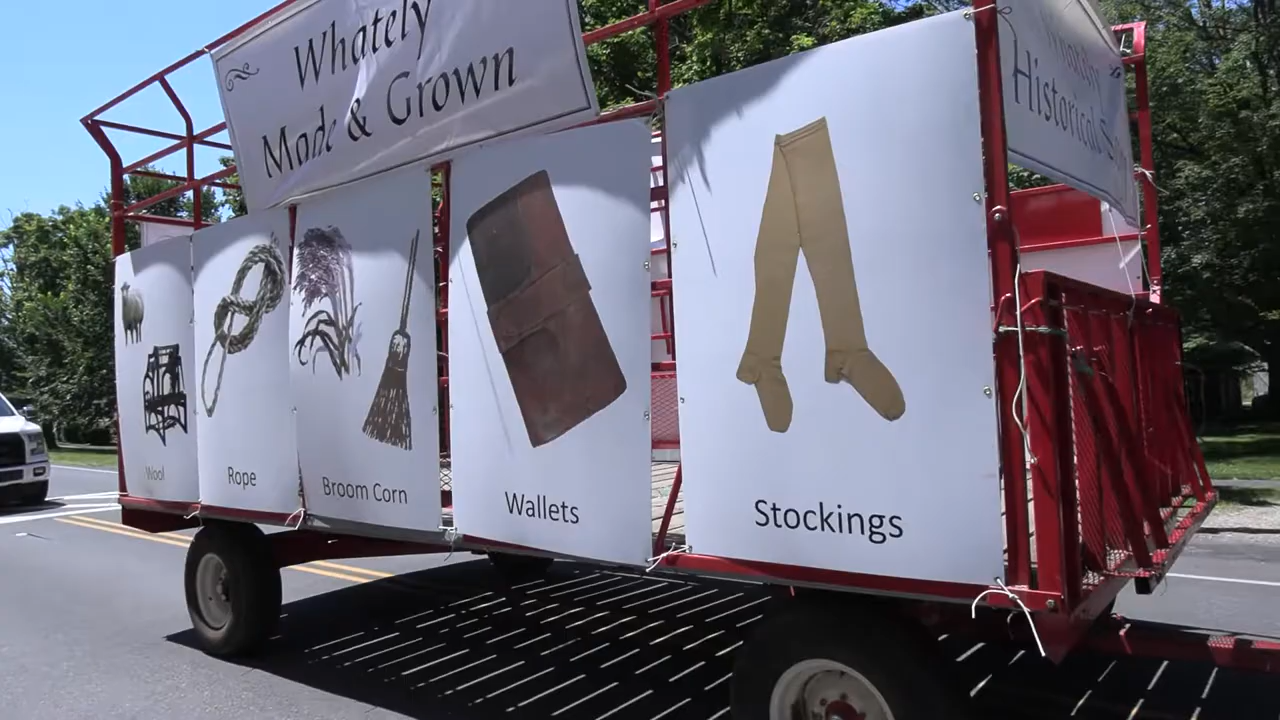 Whately
Made & Grown
Historical
Wool
Rope
Broom Corn
Wallets
Stockings